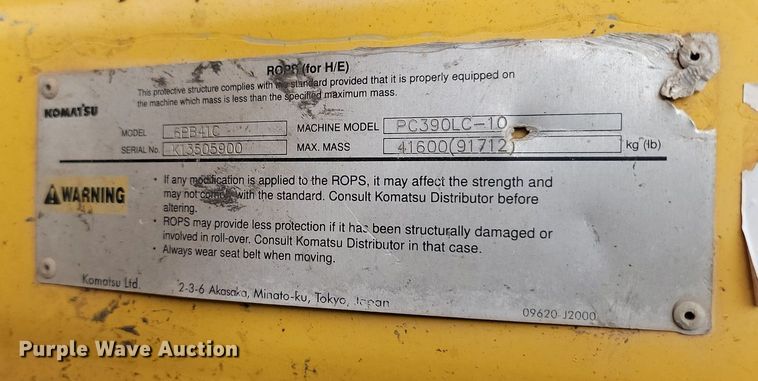 ROPS (for H/E)
This protective structure complies with the standard provided that it is properly equipped on
the machine which mass is less than the specified maximum mass.
KOMATSU
MODEL 6PB41C MACHINE MODEL PC390LC-10
SERIAL No. K13505900 MAX. MASS 41600(91712) kg (lb)
WARNING
• If any modification is applied to the ROPS, it may affect the strength and
may not comply with the standard. Consult Komatsu Distributor before
altering.
• ROPS may provide less protection if it has been structurally damaged or
involved in roll-over. Consult Komatsu Distributor in that case.
• Always wear seat belt when moving.
Komatsu Ltd. 2-3-6 Akasaka, Minato-ku, Tokyo, Japan
09620-J2000
Purple Wave Auction